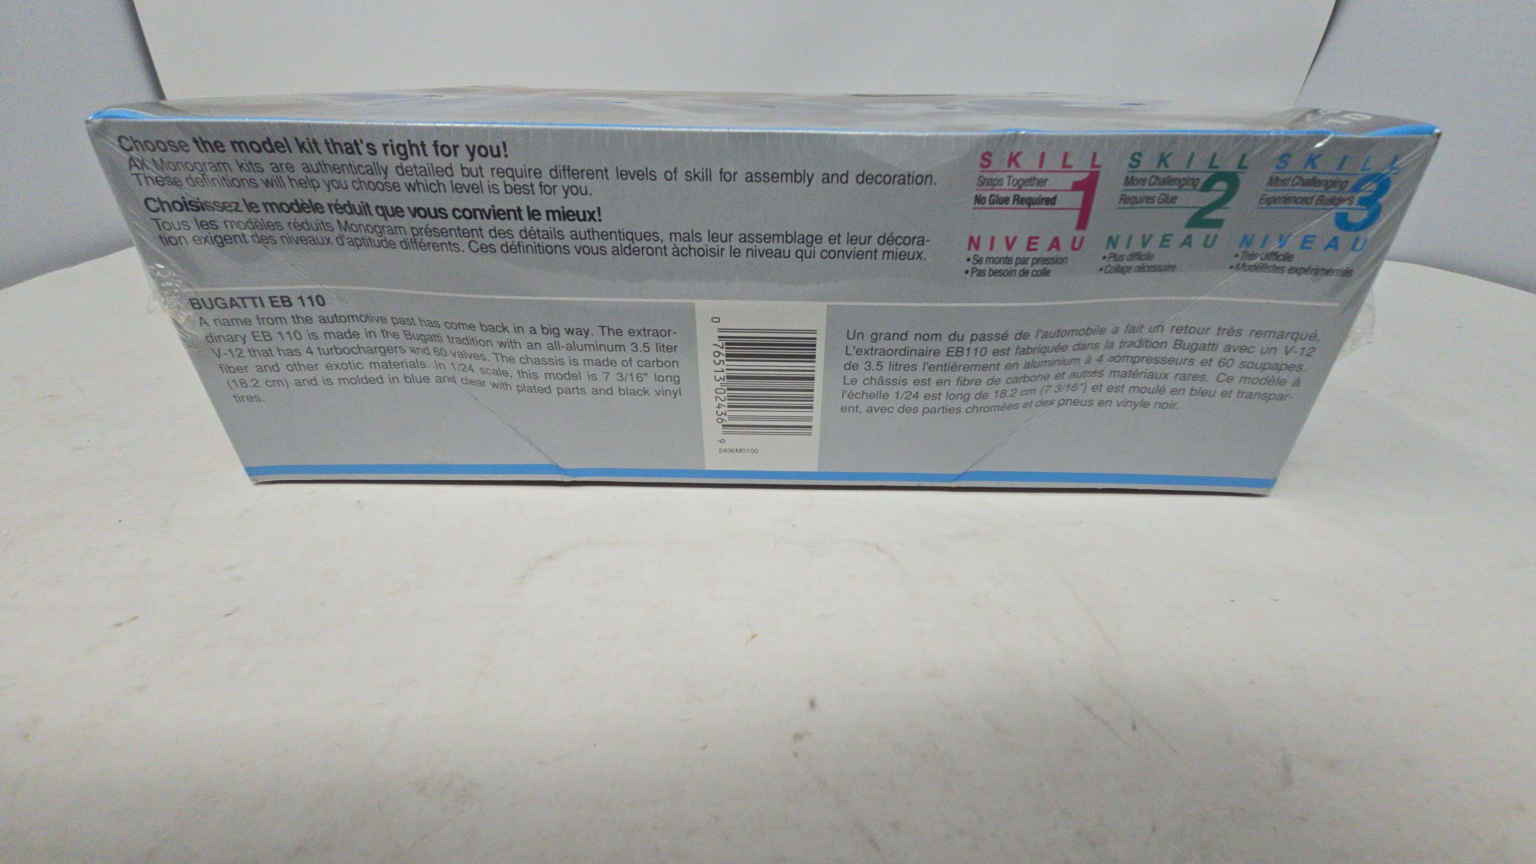 Choose the model kit that's right for you!
All Monogram kits are authentically detailed but require different levels of skill for assembly and decoration.
These definitions will help you choose which level is best for you.
Choisissez le modèle réduit que vous convient le mieux!
Tous les modèles réduits Monogram présentent des détails authentiques, mais leur assemblage et leur décora-
tion exigent des niveaux d'aptitude différents. Ces définitions vous aideront àchoisir le niveau qui convient mieux.
SKILL 1
Snaps Together
No Glue Required
NIVEAU
• Se monte par pression
• Pas besoin de colle
SKILL 2
More Challenging
Requires Glue
NIVEAU
• Plus difficile
• Collage nécessaire
SKILL 3
Most Challenging
Experienced Builders
NIVEAU
• Très difficile
• Modélistes expérimentés
BUGATTI EB 110
A name from the automotive past has come back in a big way. The extraor-
dinary EB 110 is made in the Bugatti tradition with an all-aluminum 3.5 liter
V-12 that has 4 turbochargers and 60 valves. The chassis is made of carbon
fiber and other exotic materials. In 1/24 scale, this model is 7 3/16" long
(18.2 cm) and is molded in blue and clear with plated parts and black vinyl
tires.
0 76513 02436 9
2436M0100
Un grand nom du passé de l'automobile a fait un retour très remarqué,
L'extraordinaire EB110 est fabriquée dans la tradition Bugatti avec un V-12
de 3.5 litres l'entièrement en aluminium à 4 compresseurs et 60 soupapes.
Le châssis est en fibre de carbone et autres matériaux rares. Ce modèle à
l'échelle 1/24 est long de 18.2 cm (7 3/16") et est moulé en bleu et transpar-
ent, avec des parties chromées et des pneus en vinyle noir.